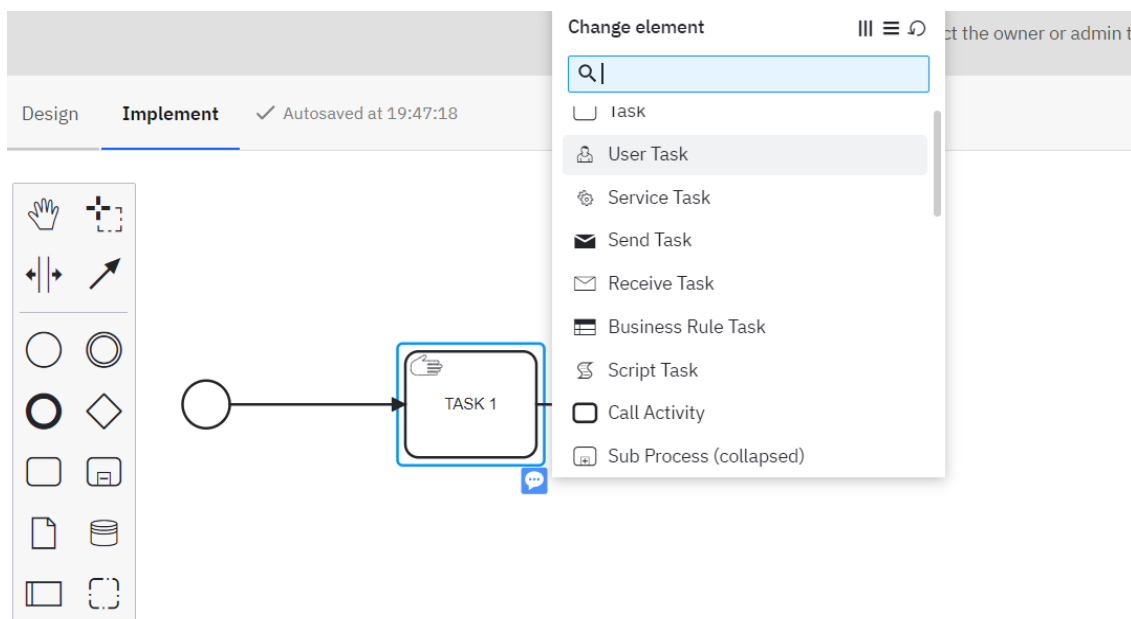 Change element
ct the owner or admin t
Design
Implement
Autosaved at 19:47:18
Task
User Task
Service Task
Send Task
Receive Task
Business Rule Task
Script Task
Call Activity
Sub Process (collapsed)
TASK 1